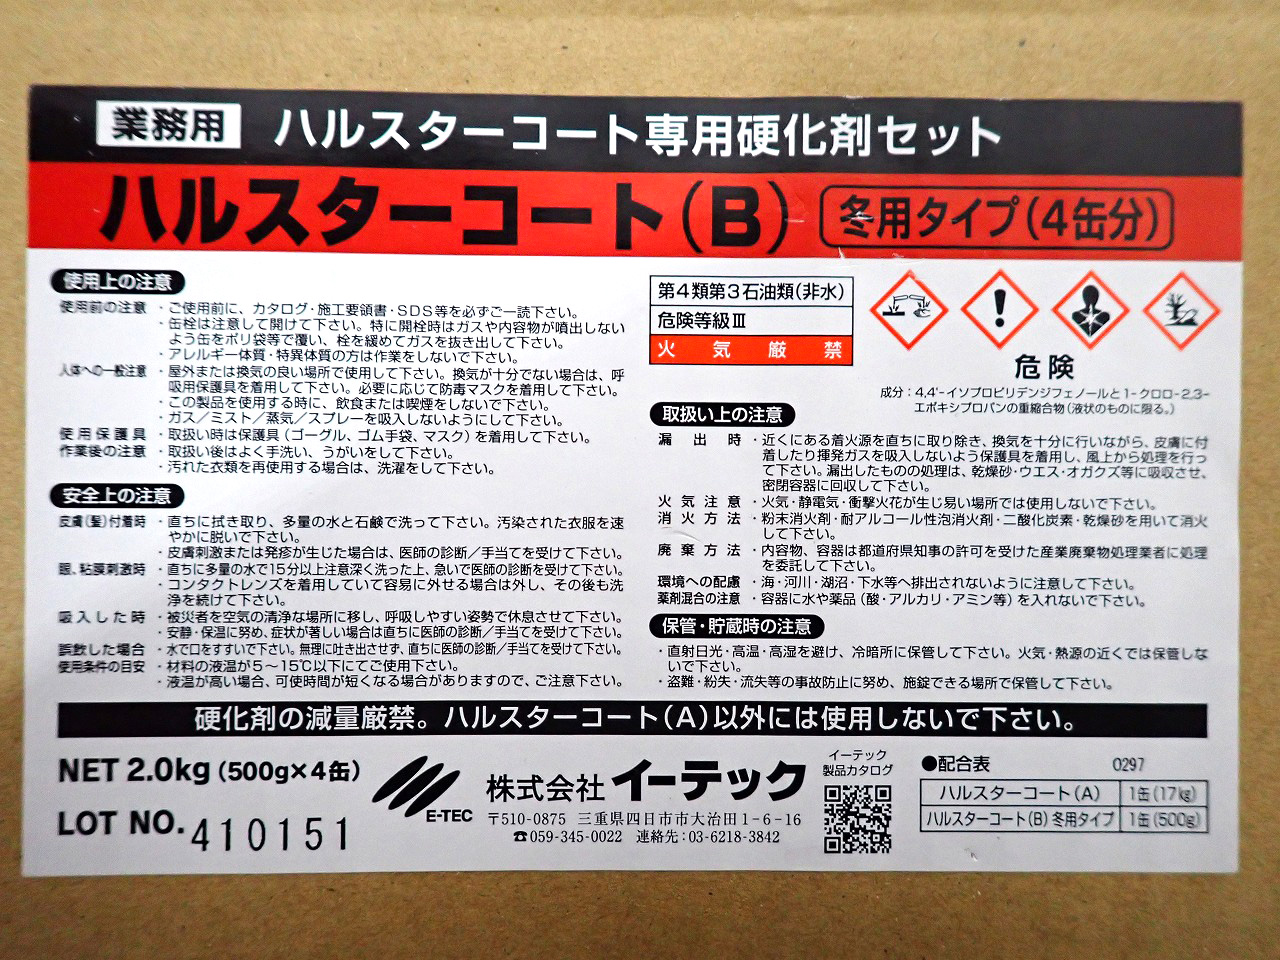 業務用 ハルスターコート専用硬化剤セット
ハルスターコート(B) 冬用タイプ(4缶分)
使用上の注意
使用前の注意 ・ご使用前に、カタログ・施工要領書・SDS等を必ずご一読下さい。
・缶栓は注意して開けて下さい。特に開栓時はガスや内容物が噴出しない
よう缶をポリ袋等で覆い、栓を緩めてガスを抜き出して下さい。
・アレルギー体質・特異体質の方は作業をしないで下さい。
人体への一般注意 ・屋外または換気の良い場所で使用して下さい。換気が十分でない場合は、呼
吸用保護具を着用して下さい。必要に応じて防毒マスクを着用して下さい。
・この製品を使用する時に、飲食または喫煙をしないで下さい。
・ガス／ミスト／蒸気／スプレーを吸入しないようにして下さい。
使用保護具 ・取扱い時は保護具(ゴーグル、ゴム手袋、マスク)を着用して下さい。
作業後の注意 ・取扱い後はよく手洗い、うがいをして下さい。
・汚れた衣類を再使用する場合は、洗濯をして下さい。
安全上の注意
皮膚(髪)付着時 ・直ちに拭き取り、多量の水と石鹸で洗って下さい。汚染された衣服を速
やかに脱いで下さい。
・皮膚刺激または発疹が生じた場合は、医師の診断／手当てを受けて下さい。
眼、粘膜刺激時 ・直ちに多量の水で15分以上注意深く洗った上、急いで医師の診断を受けて下さい。
・コンタクトレンズを着用していて容易に外せる場合は外し、その後も洗
浄を続けて下さい。
吸入した時 ・被災者を空気の清浄な場所に移し、呼吸しやすい姿勢で休息させて下さい。
・安静・保温に努め、症状が著しい場合は直ちに医師の診断／手当てを受けて下さい。
誤飲した場合 ・水で口をすすいで下さい。無理に吐き出させず、直ちに医師の診断／手当てを受けて下さい。
使用条件の目安 ・材料の液温が5～15℃以下にてご使用下さい。
・液温が高い場合、可使時間が短くなる場合がありますので、ご注意下さい。
第4類第3石油類(非水)
危険等級Ⅲ
火気厳禁
危険
成分：4,4'-イソプロピリデンジフェノールと1-クロロ-2,3-
エポキシプロパンの重縮合物(液状のものに限る。)
取扱い上の注意
漏出時 ・近くにある着火源を直ちに取り除き、換気を十分に行いながら、皮膚に付
着したり揮発ガスを吸入しないよう保護具を着用し、風上から処理を行っ
て下さい。漏出したものの処理は、乾燥砂・ウエス・オガクズ等に吸収させ、
密閉容器に回収して下さい。
火気注意 ・火気・静電気・衝撃火花が生じ易い場所では使用しないで下さい。
消火方法 ・粉末消火剤・耐アルコール性泡消火剤・二酸化炭素・乾燥砂を用いて消火
して下さい。
廃棄方法 ・内容物、容器は都道府県知事の許可を受けた産業廃棄物処理業者に処理
を委託して下さい。
環境への配慮 ・海・河川・湖沼・下水等へ排出されないように注意して下さい。
薬剤混合の注意 ・容器に水や薬品(酸・アルカリ・アミン等)を入れないで下さい。
保管・貯蔵時の注意
・直射日光・高温・高湿を避け、冷暗所に保管して下さい。火気・熱源の近くでは保管しな
いで下さい。
・盗難・紛失・流失等の事故防止に努め、施錠できる場所で保管して下さい。
硬化剤の減量厳禁。ハルスターコート(A)以外には使用しないで下さい。
NET 2.0kg (500g×4缶)
LOT NO. 410151
E-TEC
株式会社イーテック
〒510-0875 三重県四日市市大治田1-6-16
☎059-345-0022 連絡先：03-6218-3842
イーテック
製品カタログ
●配合表 0297
ハルスターコート(A) 1缶(17kg)
ハルスターコート(B)冬用タイプ 1缶(500g)